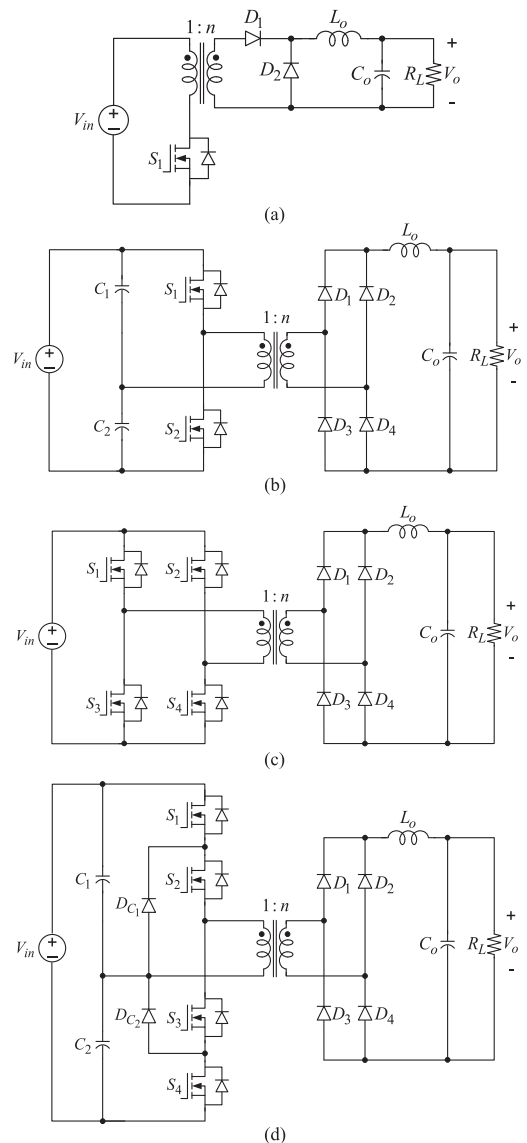 1 : n
D1
Lo
+
D2
Co
RL
Vo
-
Vin
+
-
S1
(a)
Lo
C1
S1
D1
D2
1 : n
+
Vin
+
-
Co
RL
Vo
-
C2
S2
D3
D4
(b)
Lo
S1
S2
D1
D2
1 : n
+
Vin
+
-
Co
RL
Vo
-
S3
S4
D3
D4
(c)
S1
Lo
C1
S2
D1
D2
DC1
1 : n
+
Vin
+
-
Co
RL
Vo
-
DC2
S3
D3
D4
C2
S4
(d)